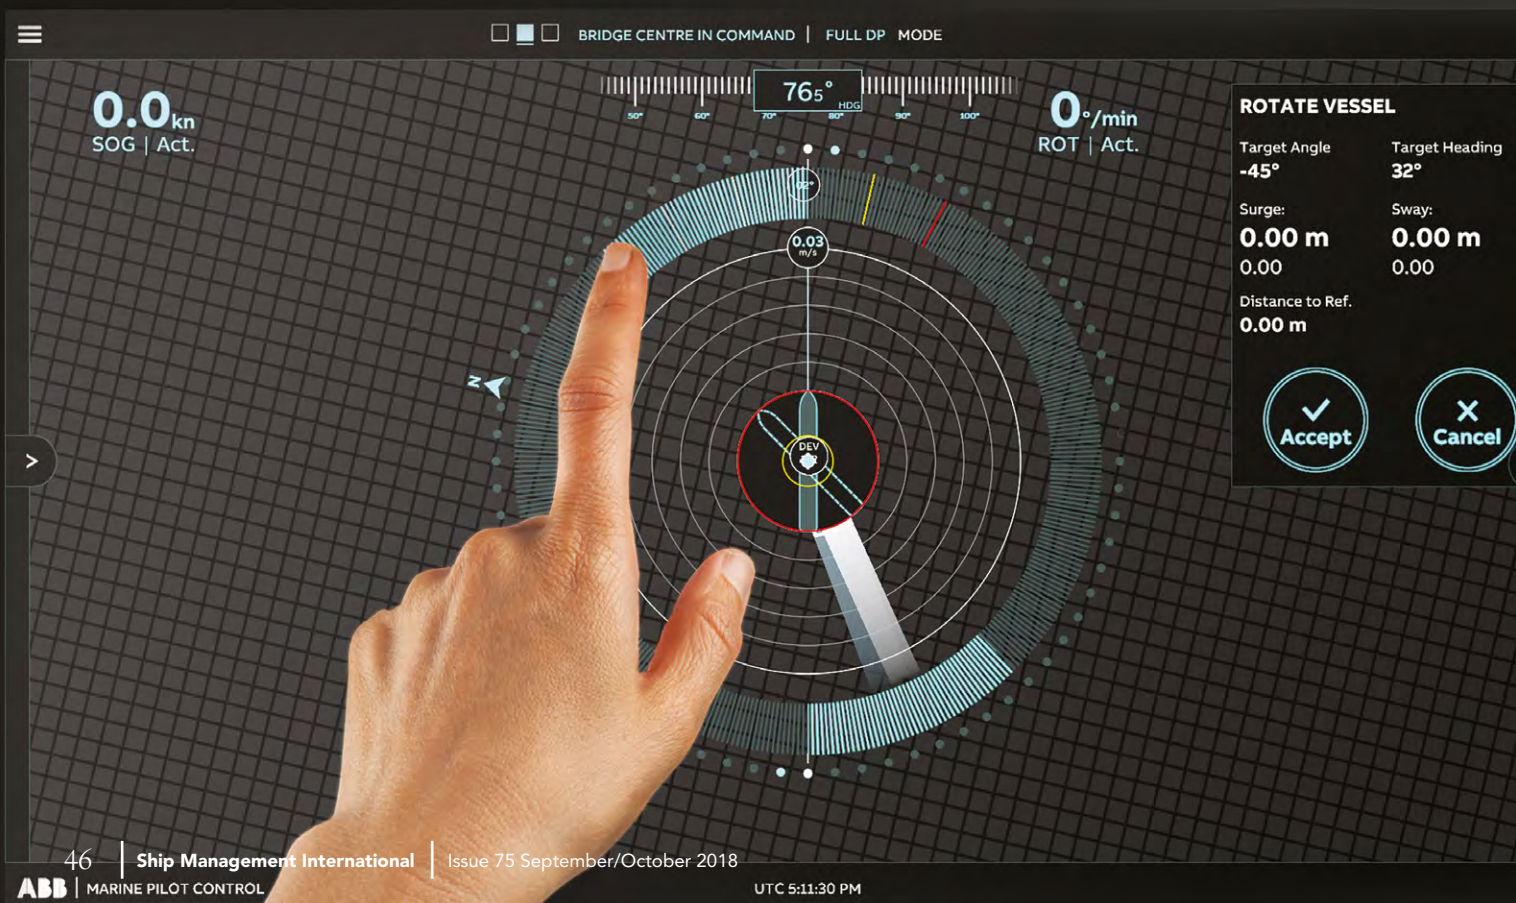 BRIDGE CENTRE IN COMMAND | FULL DP MODE
0.0 kn
SOG | Act.
76₅° HDG
50° 60° 70° 80° 90° 100°
0°/min
ROT | Act.
ROTATE VESSEL
Target Angle Target Heading
-45° 32°
Surge: Sway:
0.00 m 0.00 m
0.00 0.00
Distance to Ref.
0.00 m
Accept Cancel
0.03
m/s
N
DEV
46 | Ship Management International | Issue 75 September/October 2018
ABB | MARINE PILOT CONTROL
UTC 5:11:30 PM